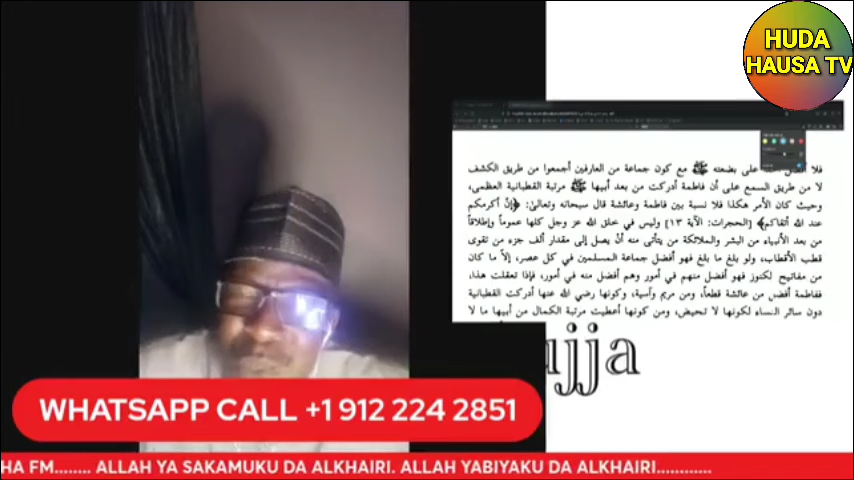 HUDA
HAUSA TV
على بضعته ﷺ مع كون جماعة من العارفين أجمعوا من طريق الكشف
لا من طريق السمع على أن فاطمة أدركت من بعد أبيها ﷺ مرتبة القطبانية العظمى،
وحيث كان الأمر هكذا فلا نسبة بين فاطمة وعائشة قال سبحانه وتعالى: ﴿إن أكرمكم
عند الله أتقاكم﴾ [الحجرات: الآية ١٣] وليس في خلق الله عز وجل كلها عموماً وإطلاقاً
من بعد الأنبياء من البشر والملائكة من يتأتى منه أن يصل إلى مقدار ألف جزء من تقوى
قطب الأقطاب، ولو بلغ ما بلغ فهو أفضل جماعة المسلمين في كل عصر، إلاّ ما كان
من مفاتيح لكنوز فهو أفضل منهم في أمور وهم أفضل منه في أمور، فإذا تعقلت هذا،
ففاطمة أفضس من عائشة قطعاً، ومن مريم وآسية، وكونها رضي الله عنها أدركت القطبانية
دون سائر النساء لكونها لا تحيض، ومن كونها أعطيت مرتبة الكمال من أبيها ما لا
ujja
WHATSAPP CALL +1 912 224 2851
HA FM........ ALLAH YA SAKAMUKU DA ALKHAIRI. ALLAH YABIYAKU DA ALKHAIRI............